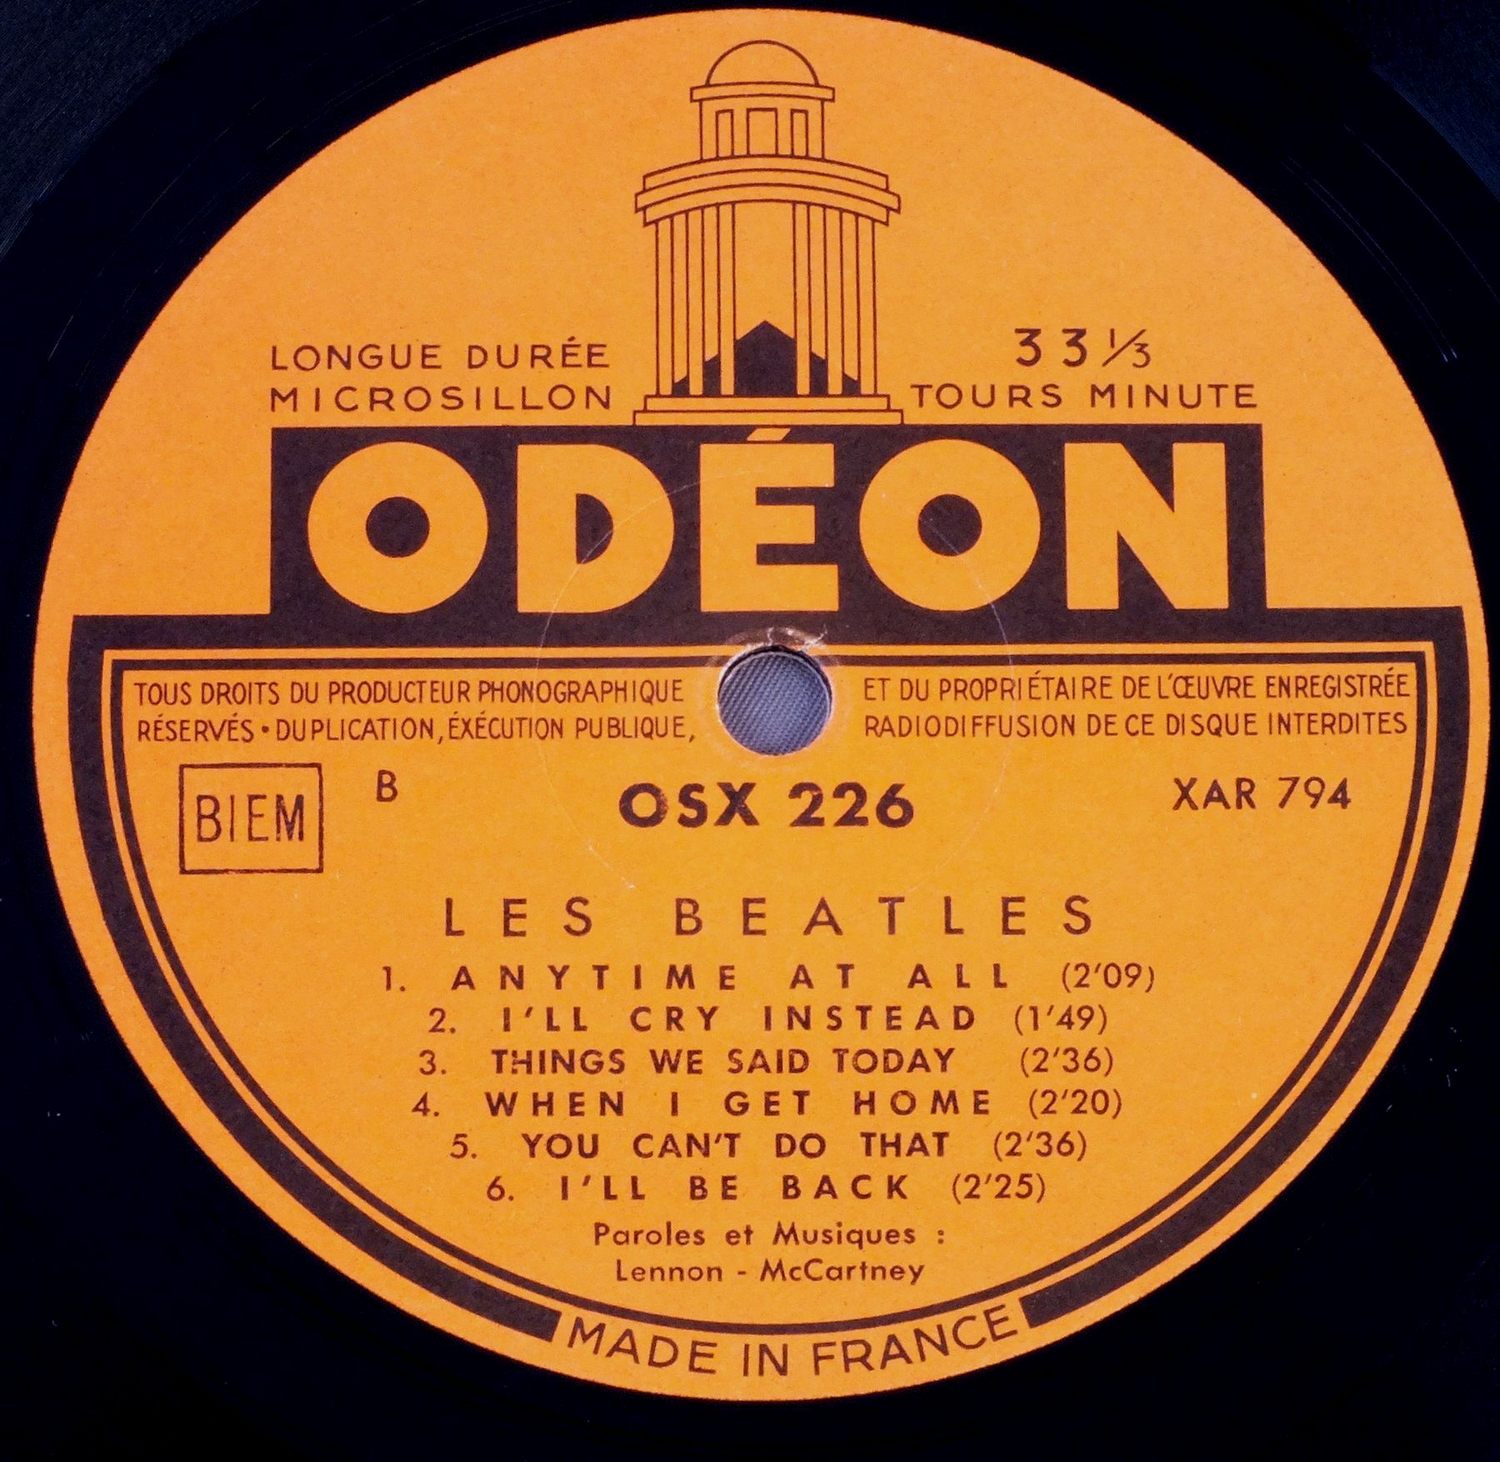 LONGUE DURÉE
MICROSILLON
33 1/3
TOURS MINUTE
ODÉON
TOUS DROITS DU PRODUCTEUR PHONOGRAPHIQUE ET DU PROPRIÉTAIRE DE L'ŒUVRE ENREGISTRÉE
RÉSERVÉS • DUPLICATION, ÉXÉCUTION PUBLIQUE, RADIODIFFUSION DE CE DISQUE INTERDITES
BIEM B OSX 226 XAR 794
LES BEATLES
1. ANYTIME AT ALL (2'09)
2. I'LL CRY INSTEAD (1'49)
3. THINGS WE SAID TODAY (2'36)
4. WHEN I GET HOME (2'20)
5. YOU CAN'T DO THAT (2'36)
6. I'LL BE BACK (2'25)
Paroles et Musiques :
Lennon - McCartney
MADE IN FRANCE